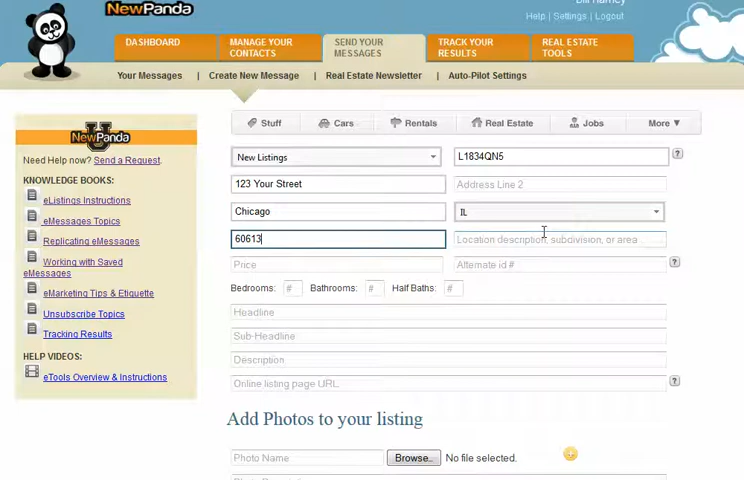 NewPanda
Help | Settings | Logout
DASHBOARD
MANAGE YOUR CONTACTS
SEND YOUR MESSAGES
TRACK YOUR RESULTS
REAL ESTATE TOOLS
Your Messages | Create New Message | Real Estate Newsletter | Auto-Pilot Settings
Stuff Cars Rentals Real Estate Jobs More ▼
U
NewPanda
Need Help now? Send a Request.
KNOWLEDGE BOOKS:
eListings Instructions
eMessages Topics
Replicating eMessages
Working with Saved
eMessages
eMarketing Tips & Etiquette
Unsubscribe Topics
Tracking Results
HELP VIDEOS:
eTools Overview & Instructions
New Listings L1834QN5 ?
123 Your Street Address Line 2
Chicago IL
60613 Location description, subdivision, or area ...
Price Alternate id # ?
Bedrooms: # Bathrooms: # Half Baths: #
Headline
Sub-Headline
Description
Online listing page URL ?
Add Photos to your listing
Photo Name Browse.. No file selected.
Photo Description